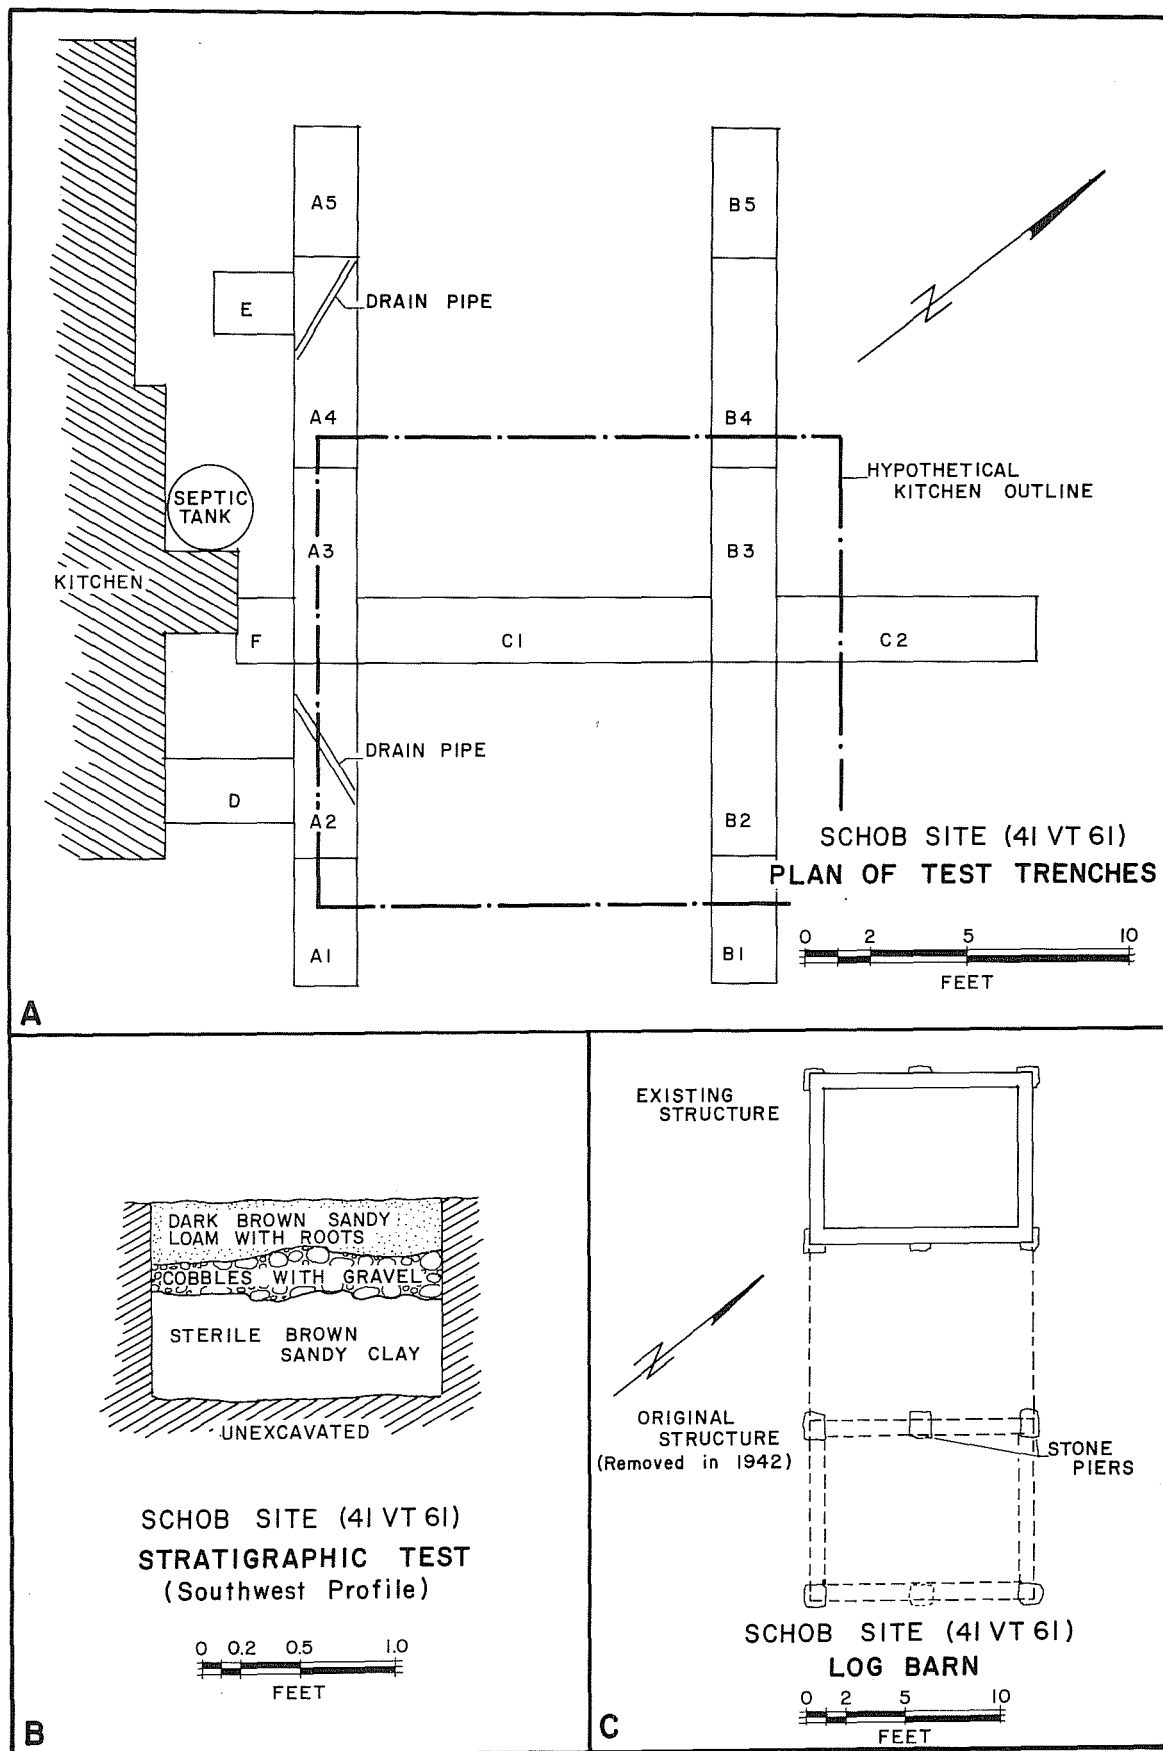 A5
B5
E
DRAIN PIPE
N
A4
B4
HYPOTHETICAL
KITCHEN OUTLINE
SEPTIC
TANK
A3
B3
KITCHEN
F
C1
C2
DRAIN PIPE
D
A2
B2
SCHOB SITE (41 VT 61)
PLAN OF TEST TRENCHES
0 2 5 10
FEET
A1
B1
A
DARK BROWN SANDY
LOAM WITH ROOTS
COBBLES WITH GRAVEL
STERILE BROWN
SANDY CLAY
UNEXCAVATED
SCHOB SITE (41 VT 61)
STRATIGRAPHIC TEST
(Southwest Profile)
0 0.2 0.5 1.0
FEET
B
EXISTING
STRUCTURE
N
ORIGINAL
STRUCTURE
(Removed in 1942)
STONE
PIERS
SCHOB SITE (41 VT 61)
LOG BARN
0 2 5 10
FEET
C